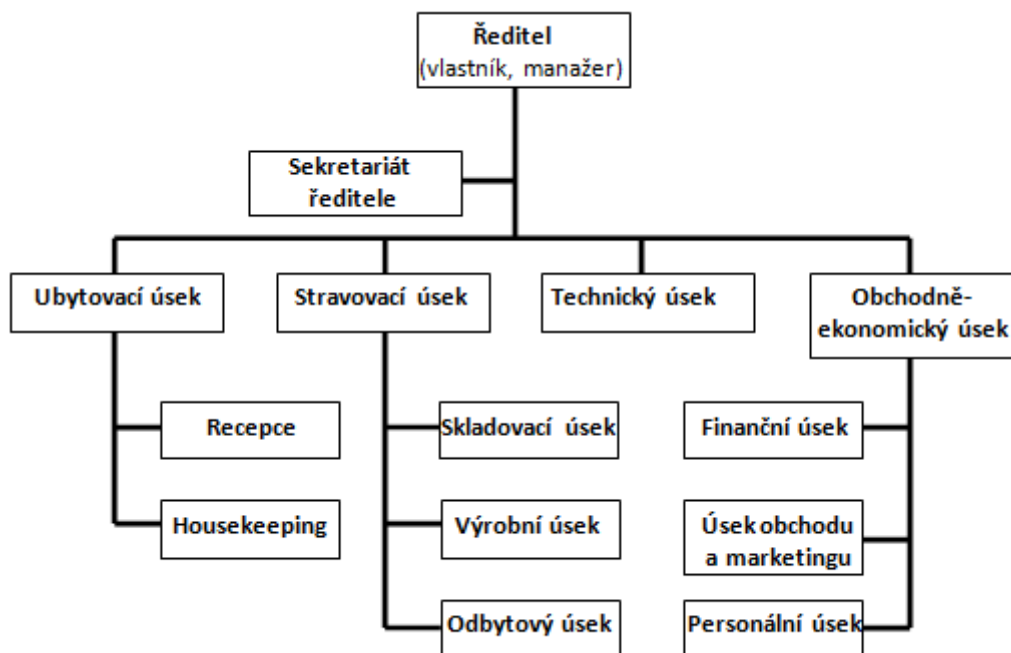 Ředitel
(vlastník, manažer)
Sekretariát
ředitele
Ubytovací úsek
Stravovací úsek
Technický úsek
Obchodně-
ekonomický úsek
Recepce
Skladovací úsek
Finanční úsek
Housekeeping
Výrobní úsek
Úsek obchodu
a marketingu
Odbytový úsek
Personální úsek